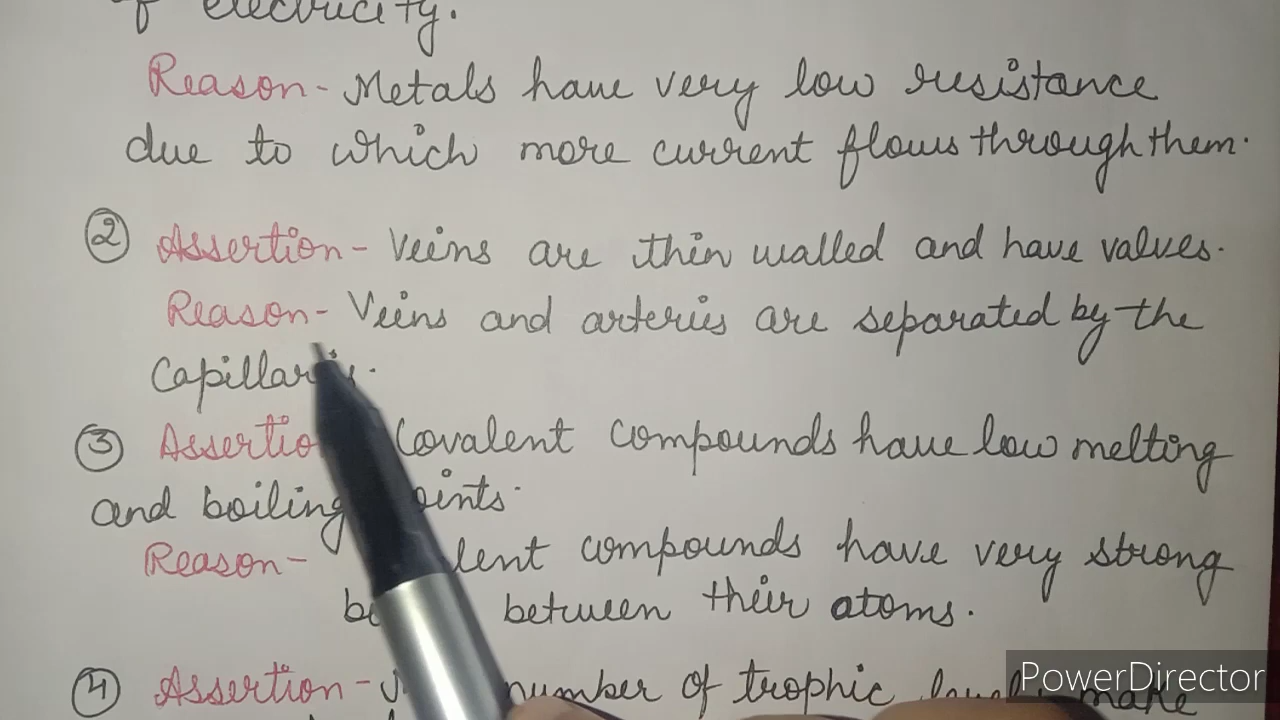 of electricity.
Reason - Metals have very low resistance
due to which more current flows through them.
② Assertion - Veins are thin walled and have valves.
Reason - Veins and arteries are separated by the
④ Assertion - number of trophic levels make
③ Assertion Covalent compounds have low melting
and boiling
Reason - compounds have very strong
between their atoms.
PowerDirector